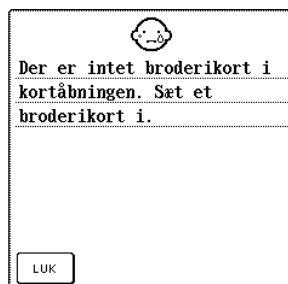 Der er intet broderikort i
kortåbningen. Sæt et
broderikort i.
LUK